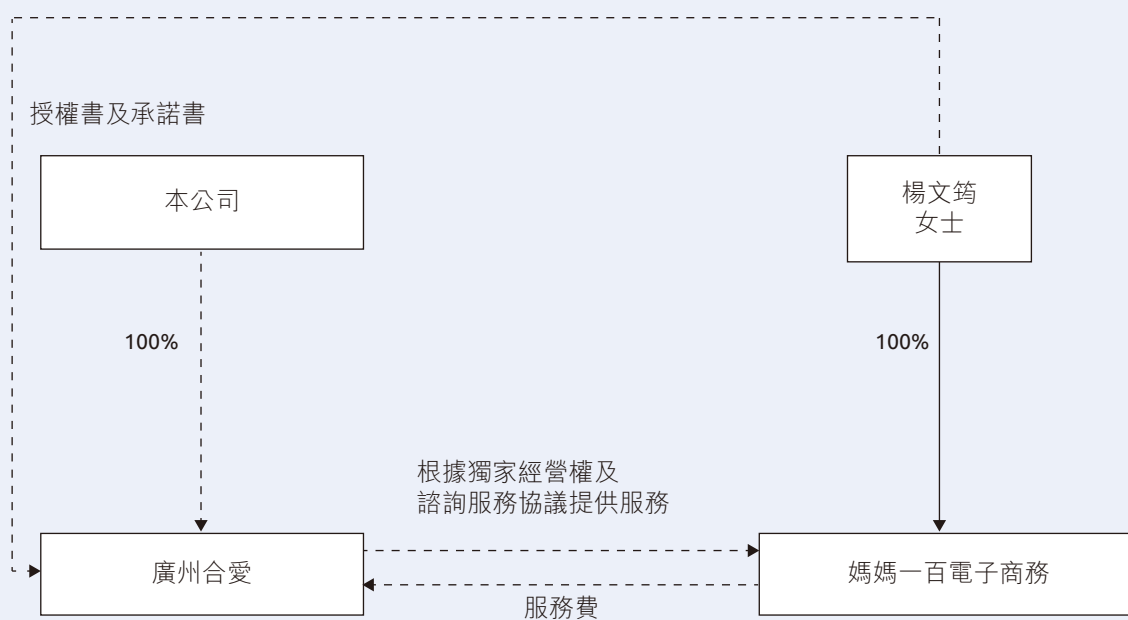 授權書及承諾書
本公司
楊文筠
女士
100%
100%
根據獨家經營權及
諮詢服務協議提供服務
廣州合愛
媽媽一百電子商務
服務費